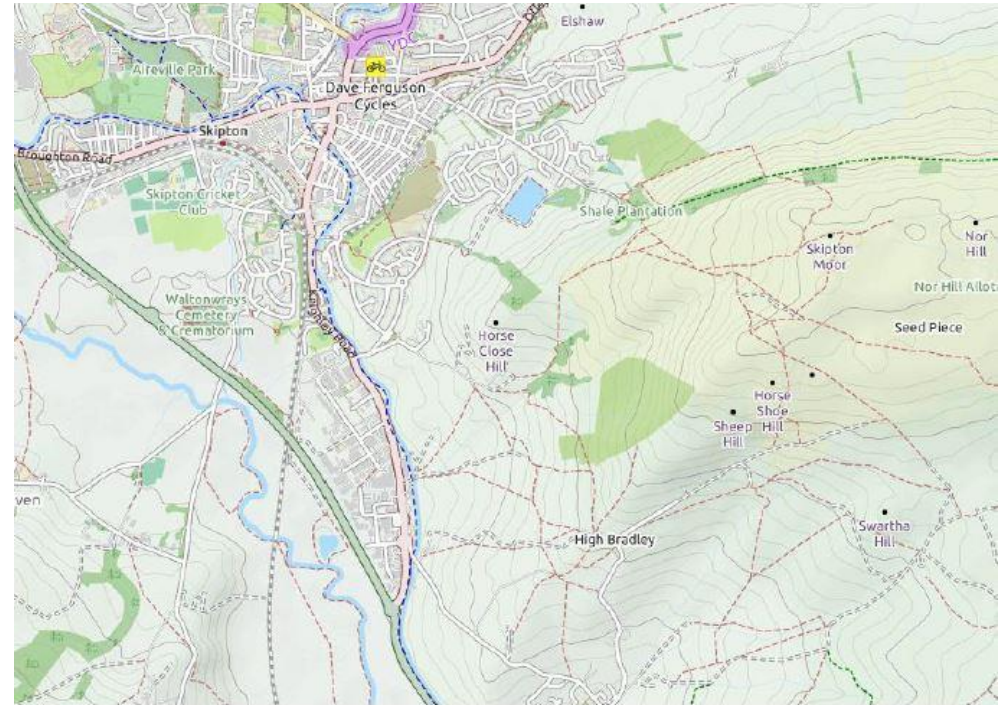 Elshaw
YDC
Aireville Park
Dave Ferguson
Cycles
Skipton
Broughton Road
Skipton Cricket
Club
Shale Plantation
Skipton
Moor
Nor
Hill
Nor Hill Allot
Waltonwrays
Cemetery
& Crematorium
Keighley Road
Horse
Close
Hill
Seed Piece
Horse
Shoe
Hill
Sheep
Hill
ven
Swartha
Hill
High Bradley